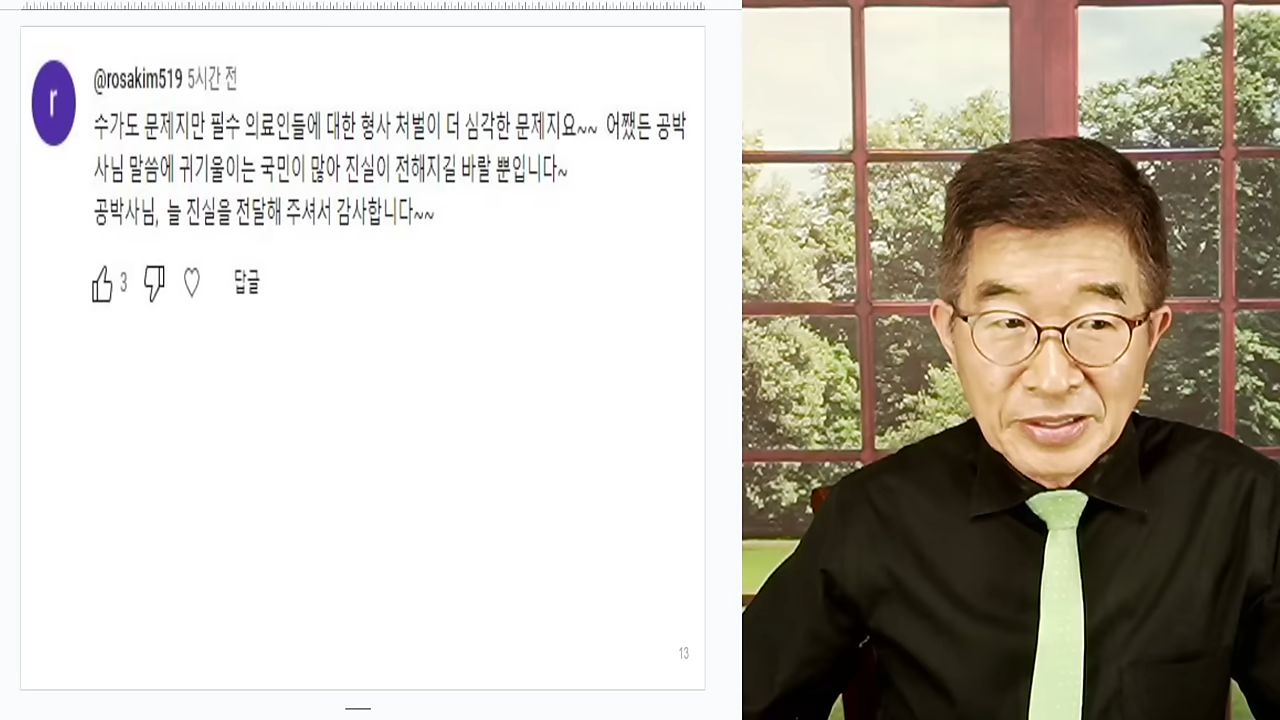 r
@rosakim519 5시간 전
수가도 문제지만 필수 의료인들에 대한 형사 처벌이 더 심각한 문제지요~~ 어쨌든 공박
사님 말씀에 귀기울이는 국민이 많아 진실이 전해지길 바랄 뿐입니다~
공박사님, 늘 진실을 전달해 주셔서 감사합니다~~
3 답글
13